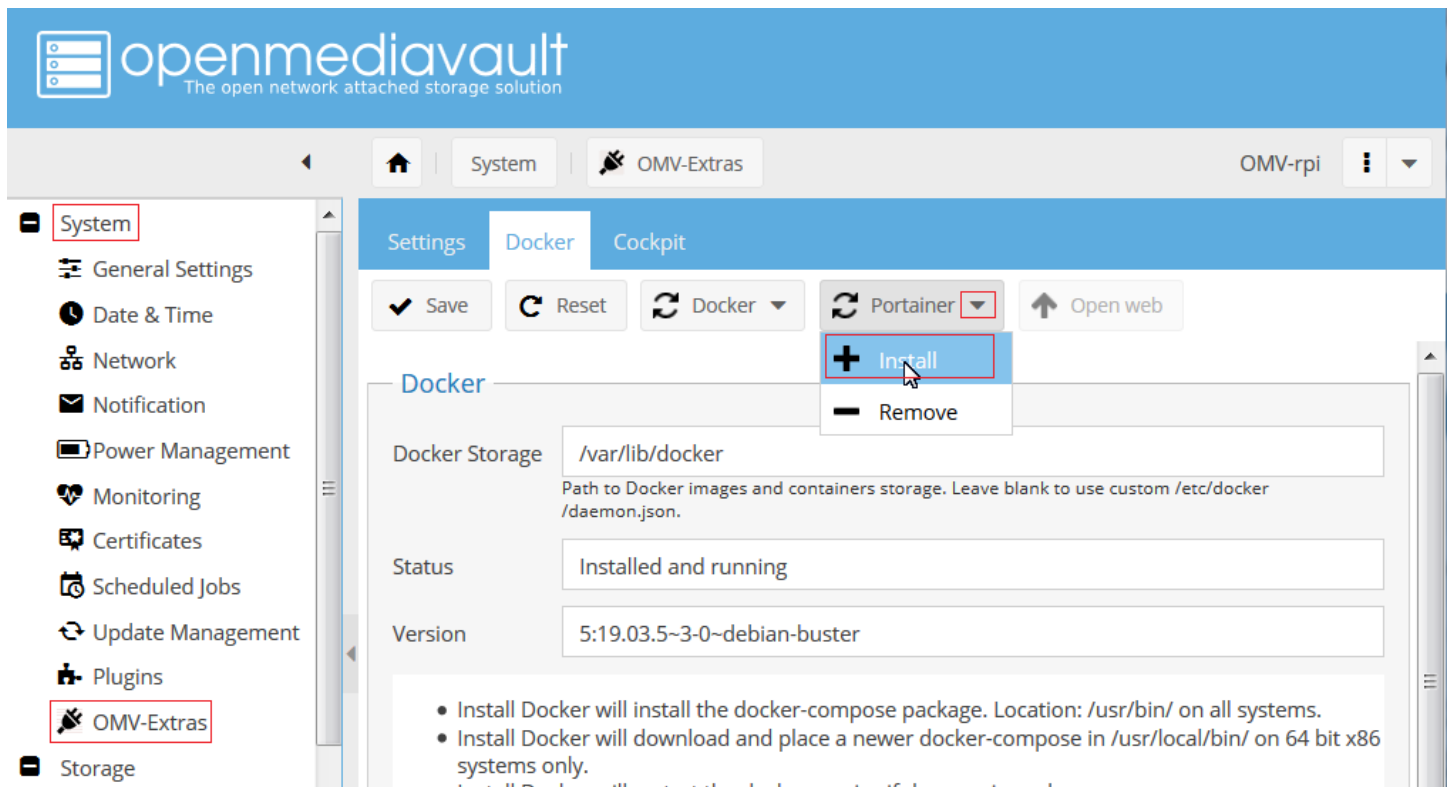 openmediavault
The open network attached storage solution
System
OMV-Extras
OMV-rpi
System
General Settings
Date & Time
Network
Notification
Power Management
Monitoring
Certificates
Scheduled Jobs
Update Management
Plugins
OMV-Extras
Storage
Settings
Docker
Cockpit
Save
Reset
Docker
Portainer
Open web
Install
Remove
Docker
Docker Storage
/var/lib/docker
Path to Docker images and containers storage. Leave blank to use custom /etc/docker
/daemon.json.
Status
Installed and running
Version
5:19.03.5~3-0~debian-buster
• Install Docker will install the docker-compose package. Location: /usr/bin/ on all systems.
• Install Docker will download and place a newer docker-compose in /usr/local/bin/ on 64 bit x86
systems only.